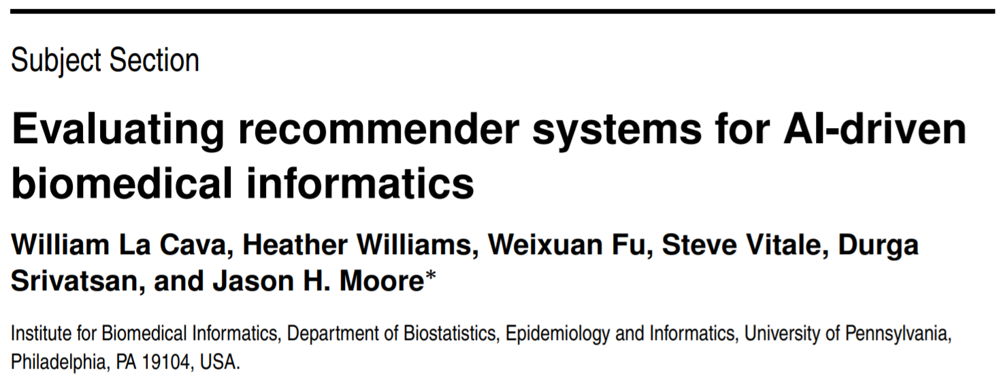 Subject Section
Evaluating recommender systems for AI-driven
biomedical informatics
William La Cava, Heather Williams, Weixuan Fu, Steve Vitale, Durga
Srivatsan, and Jason H. Moore*
Institute for Biomedical Informatics, Department of Biostatistics, Epidemiology and Informatics, University of Pennsylvania,
Philadelphia, PA 19104, USA.